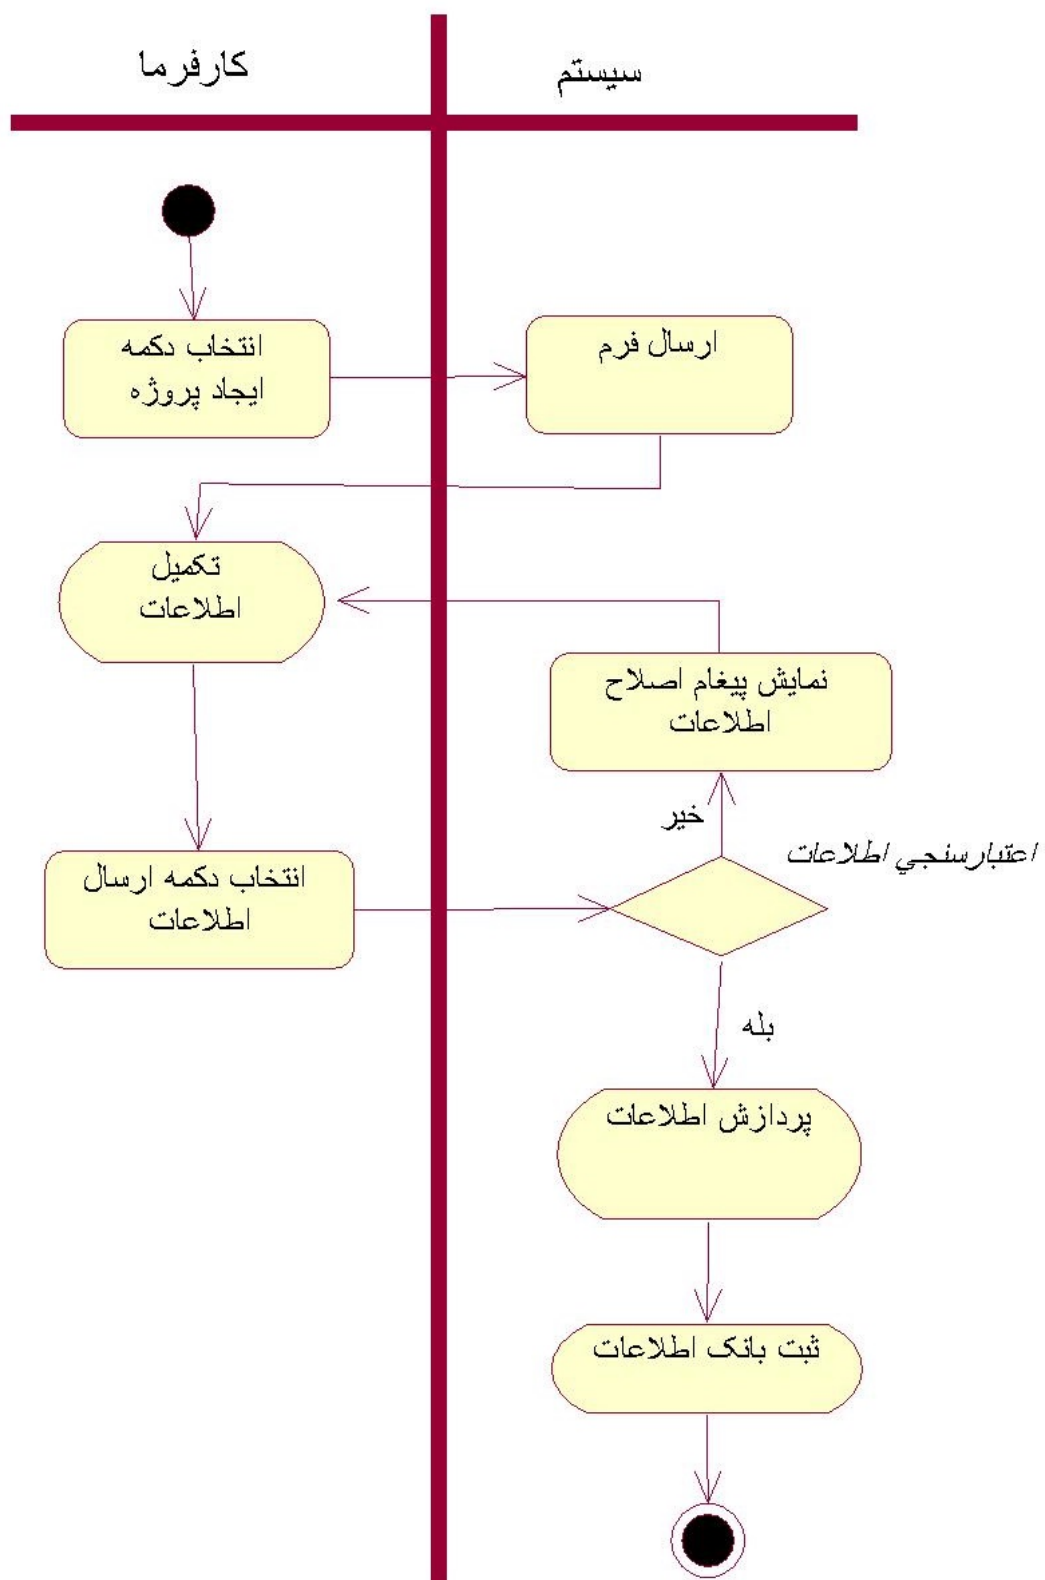 کارفرما
سیستم
انتخاب دکمه
ایجاد پروژه
ارسال فرم
تکمیل
اطلاعات
نمایش پیغام اصلاح
اطلاعات
خیر
اعتبارسنجي اطلاعات
انتخاب دکمه ارسال
اطلاعات
بله
پردازش اطلاعات
ثبت بانک اطلاعات